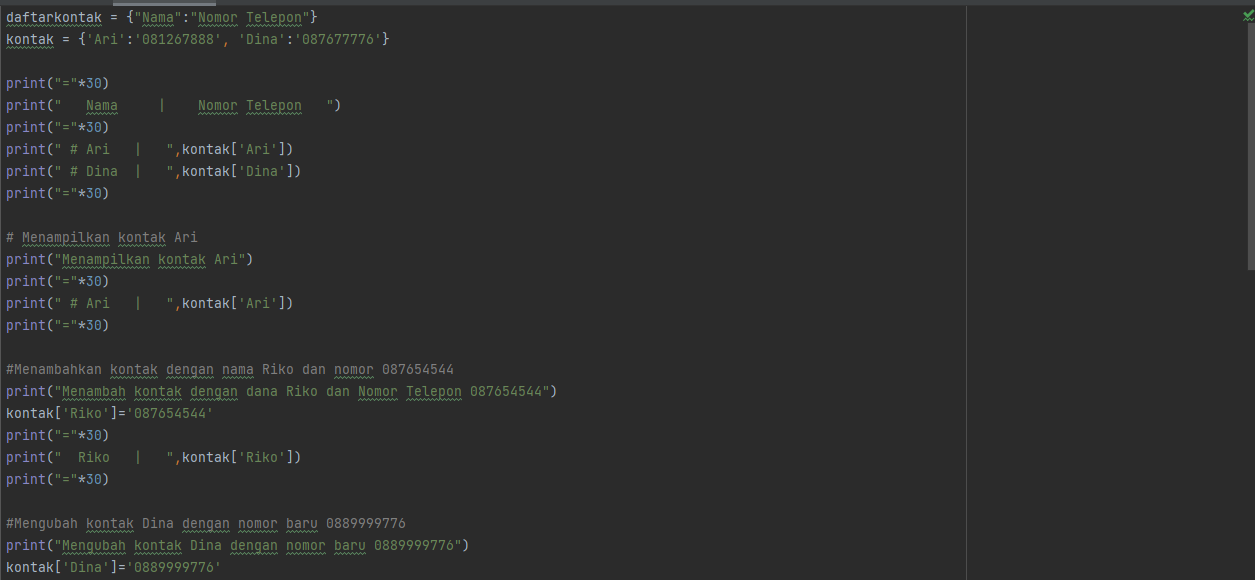 daftarkontak = {"Nama":"Nomor Telepon"}
kontak = {'Ari':'081267888', 'Dina':'087677776'}
print("="*30)
print("   Nama     |    Nomor Telepon   ")
print("="*30)
print(" # Ari   |   ",kontak['Ari'])
print(" # Dina  |   ",kontak['Dina'])
print("="*30)
# Menampilkan kontak Ari
print("Menampilkan kontak Ari")
print("="*30)
print(" # Ari   |   ",kontak['Ari'])
print("="*30)
#Menambahkan kontak dengan nama Riko dan nomor 087654544
print("Menambah kontak dengan dana Riko dan Nomor Telepon 087654544")
kontak['Riko']='087654544'
print("="*30)
print("  Riko   |   ",kontak['Riko'])
print("="*30)
#Mengubah kontak Dina dengan nomor baru 0889999776
print("Mengubah kontak Dina dengan nomor baru 0889999776")
kontak['Dina']='0889999776'